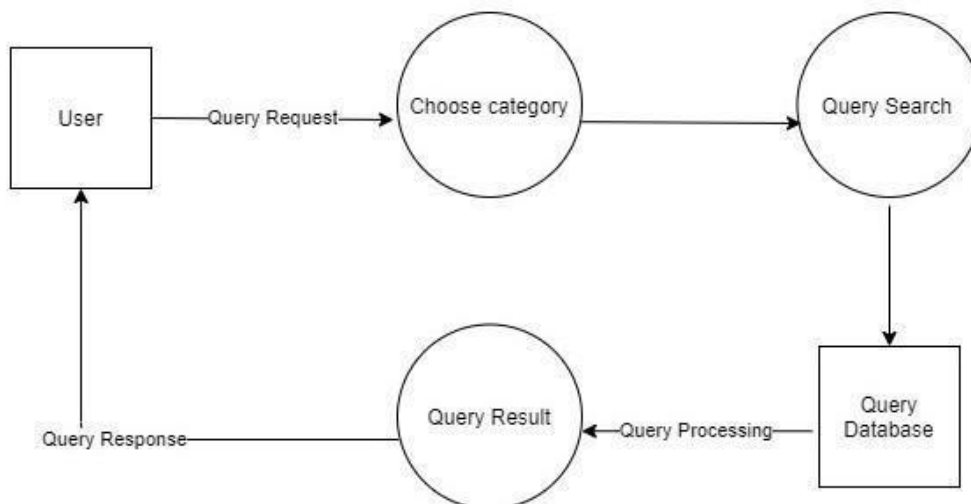 User
Query Request
Choose category
Query Search
Query
Database
Query Processing
Query Result
Query Response